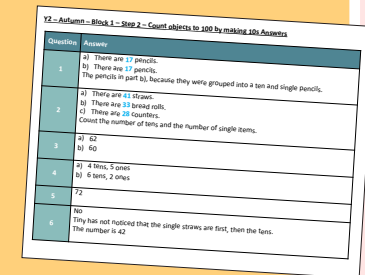 Y2 – Autumn – Block 1 – Step 2 – Count objects to 100 by making 10s Answers
Question Answer
1
a) There are 17 pencils.
b) There are 17 pencils.
The pencils in part b), because they were grouped into a ten and single pencils.
2
a) There are 41 straws.
b) There are 33 bread rolls.
c) There are 28 counters.
Count the number of tens and the number of single items.
3
a) 62
b) 60
4
a) 4 tens, 5 ones
b) 6 tens, 2 ones
5
72
6
No
Tiny has not noticed that the single straws are first, then the tens.
The number is 42